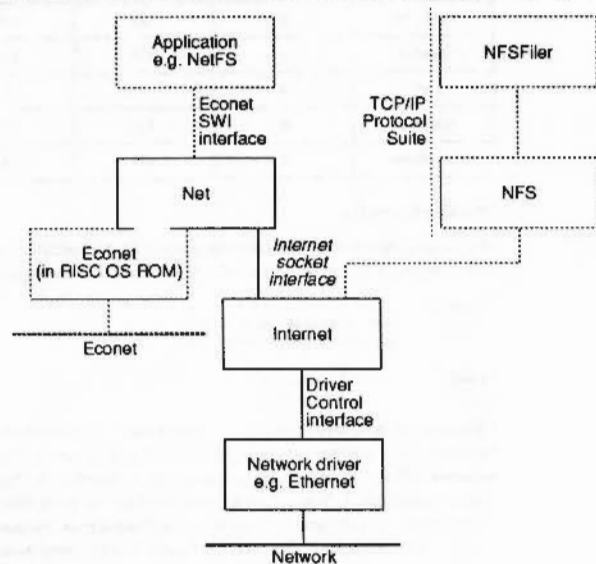 Application
e.g. NetFS
NFSFiler
Econet
SWI
interface
TCP/IP
Protocol
Suite
Net
NFS
Econet
(in RISC OS ROM)
Internet
socket
interface
Econet
Internet
Driver
Control
interface
Network driver
e.g. Ethernet
Network